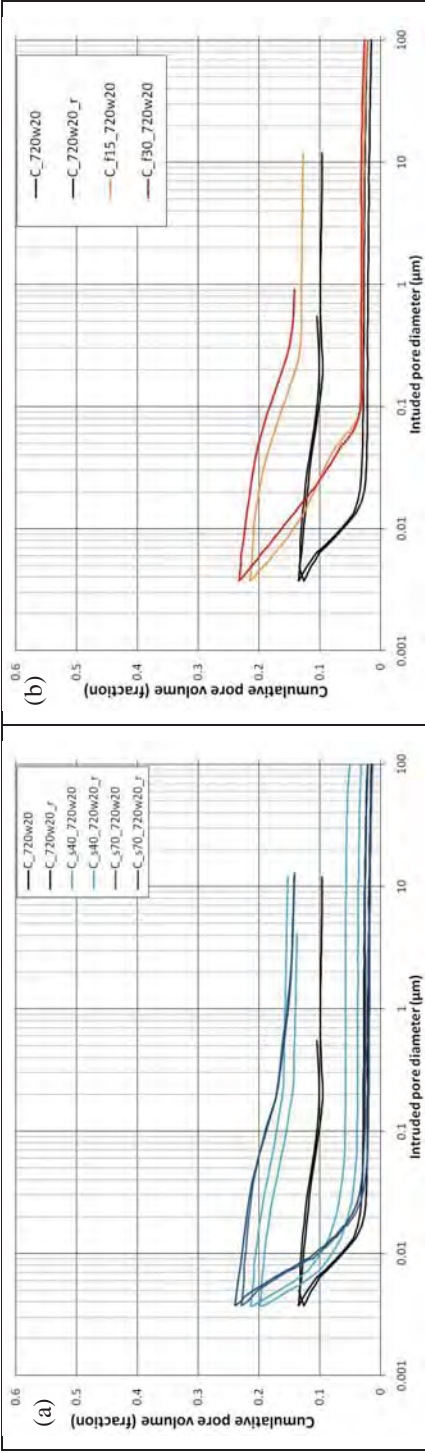 (a)
Cumulative pore volume (fraction)
0.6
0.5
0.4
0.3
0.2
0.1
0
0.001
0.01
0.1
1
10
100
Intruded pore diameter (µm)
C_720w20
C_720w20_r
C_s40_720w20
C_s40_720w20_r
C_s70_720w20
C_s70_720w20_r
(b)
Cumulative pore volume (fraction)
0.6
0.5
0.4
0.3
0.2
0.1
0
0.001
0.01
0.1
1
10
100
Intuded pore diameter (µm)
C_720w20
C_720w20_r
C_f15_720w20
C_f30_720w20